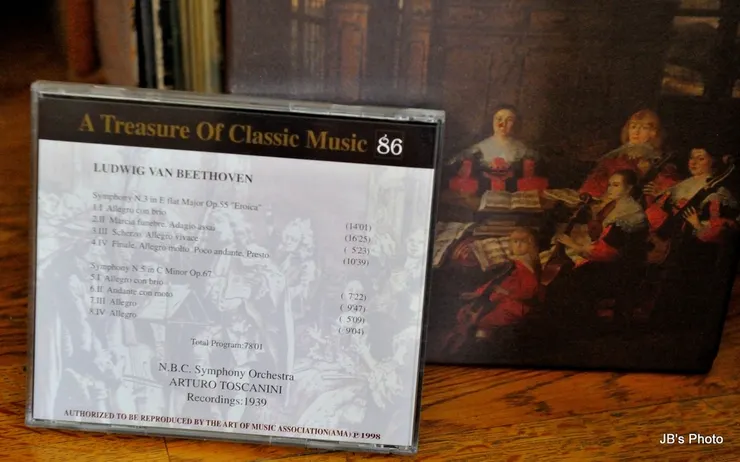 A Treasure Of Classic Music 86
LUDWIG VAN BEETHOVEN
Symphony N.3 in E flat Major Op.55 "Eroica"
1.I Allegro con brio (14'01)
2.II Marcia funebre. Adagio assai (16'25)
3.III Scherzo. Allegro vivace ( 5'23)
4.IV Finale. Allegro molto. Poco andante, Presto (10'39)
Symphony N.5 in C Minor Op.67
5.I Allegro con brio ( 7'22)
6.II Andante con moto ( 9'47)
7.III Allegro ( 5'09)
8.IV Allegro ( 9'04)
Total Program:78'01
N.B.C. Symphony Orchestra
ARTURO TOSCANINI
Recordings:1939
AUTHORIZED TO BE REPRODUCED BY THE ART OF MUSIC ASSOCIATION(AMA) ℗ 1998
JB's Photo